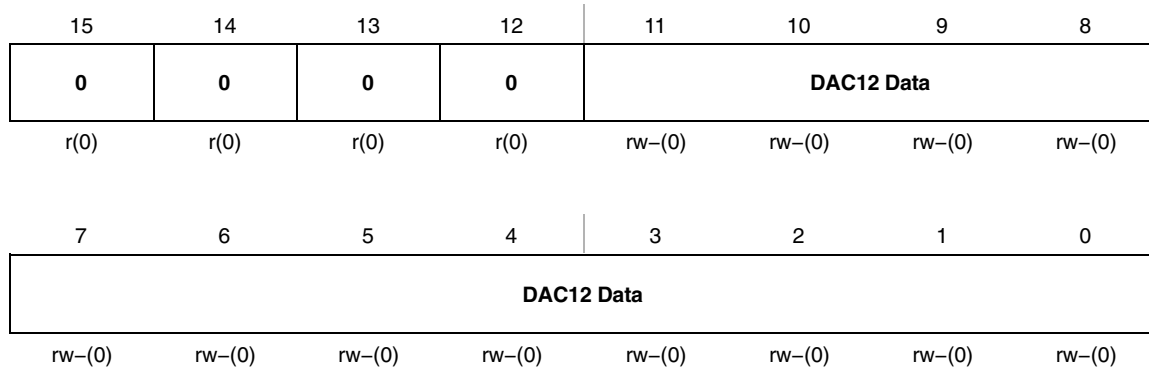 15 14 13 12 11 10 9 8
0 0 0 0 DAC12 Data
r(0) r(0) r(0) r(0) rw−(0) rw−(0) rw−(0) rw−(0)
7 6 5 4 3 2 1 0
DAC12 Data
rw−(0) rw−(0) rw−(0) rw−(0) rw−(0) rw−(0) rw−(0) rw−(0)